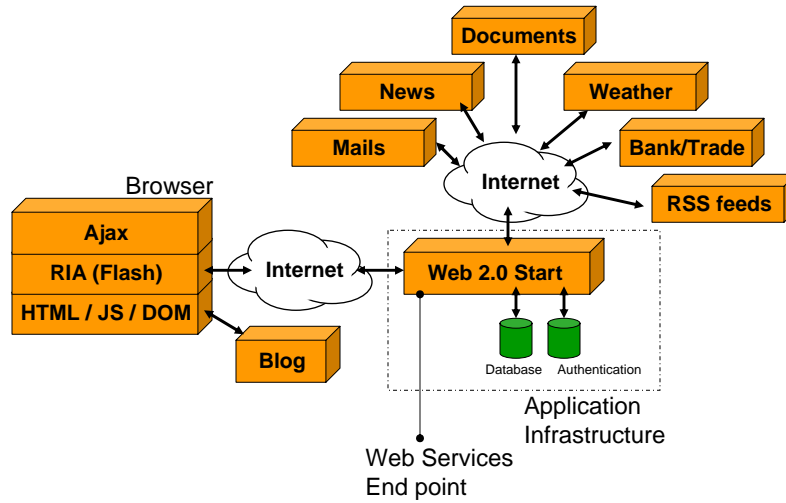 Documents
News
Weather
Mails
Internet
Bank/Trade
RSS feeds
Browser
Ajax
RIA (Flash)
HTML / JS / DOM
Internet
Web 2.0 Start
Blog
Database
Authentication
Application
Infrastructure
Web Services
End point